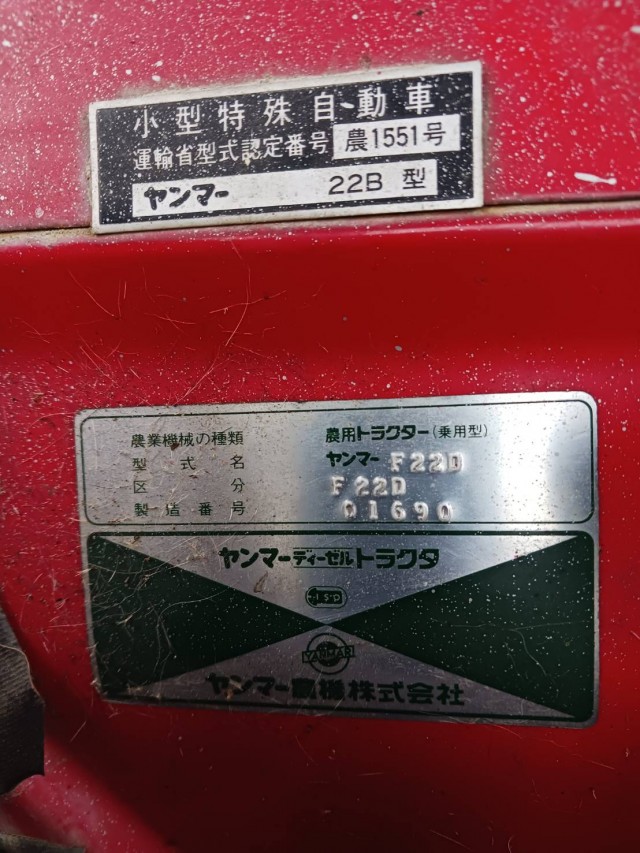 小型特殊自動車
運輸省型式認定番号 農1551号
ヤンマー 22B 型
農業機械の種類 農用トラクター(乗用型)
型式名 ヤンマー F22D
区分 F22D
製造番号 01690
ヤンマーディーゼルトラクタ
YANMAR
ヤンマー農機株式会社